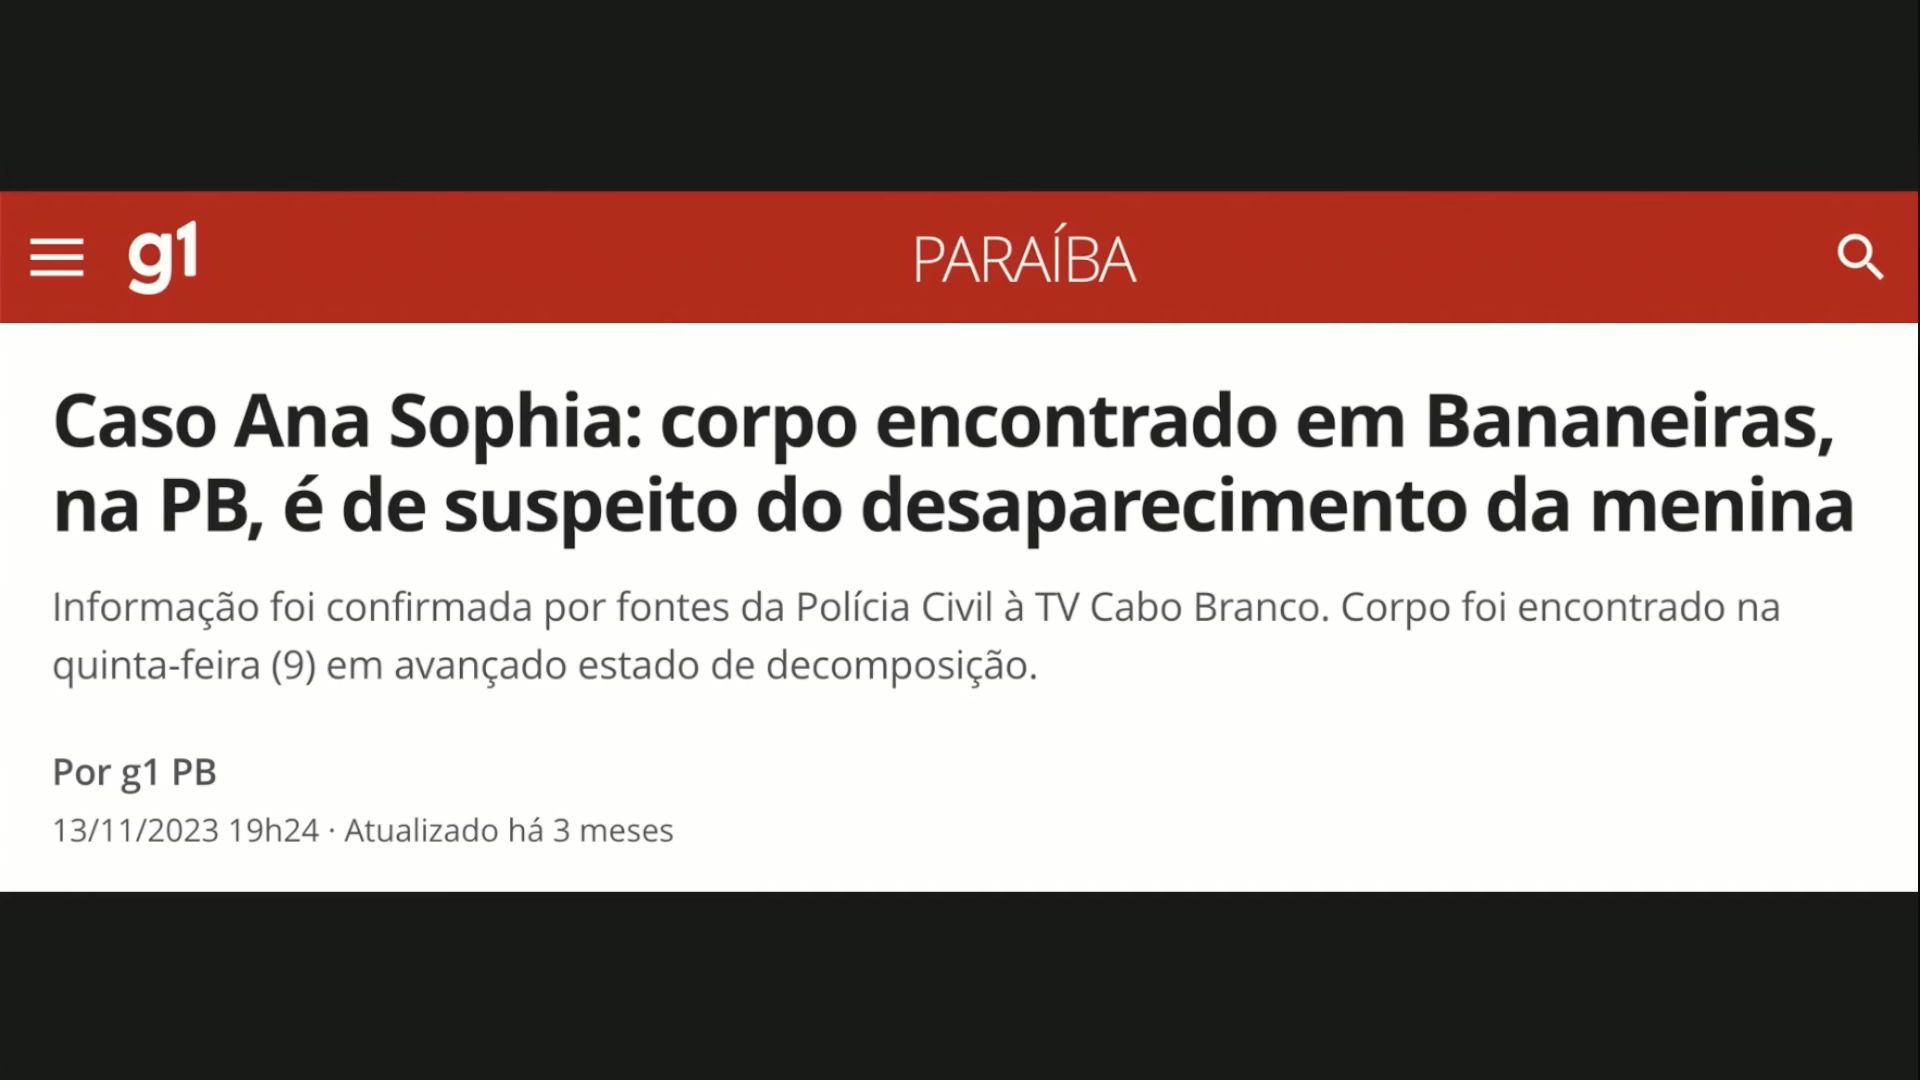 g1
PARAÍBA
Caso Ana Sophia: corpo encontrado em Bananeiras,
na PB, é de suspeito do desaparecimento da menina
Informação foi confirmada por fontes da Polícia Civil à TV Cabo Branco. Corpo foi encontrado na
quinta-feira (9) em avançado estado de decomposição.
Por g1 PB
13/11/2023 19h24 · Atualizado há 3 meses